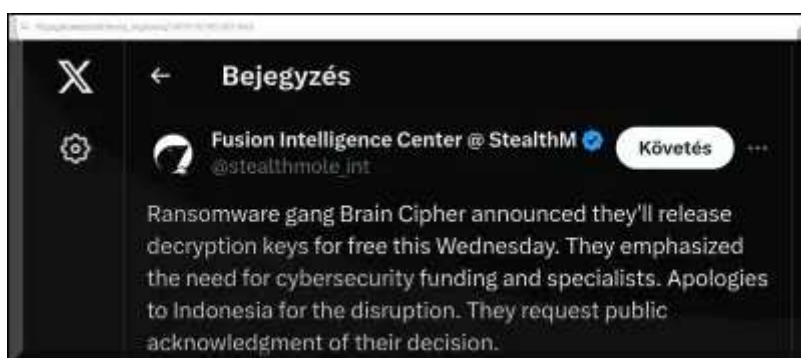 Bejegyzés
Fusion Intelligence Center @ StealthM
Követés
@stealthmole_int
Ransomware gang Brain Cipher announced they'll release
decryption keys for free this Wednesday. They emphasized
the need for cybersecurity funding and specialists. Apologies
to Indonesia for the disruption. They request public
acknowledgment of their decision.